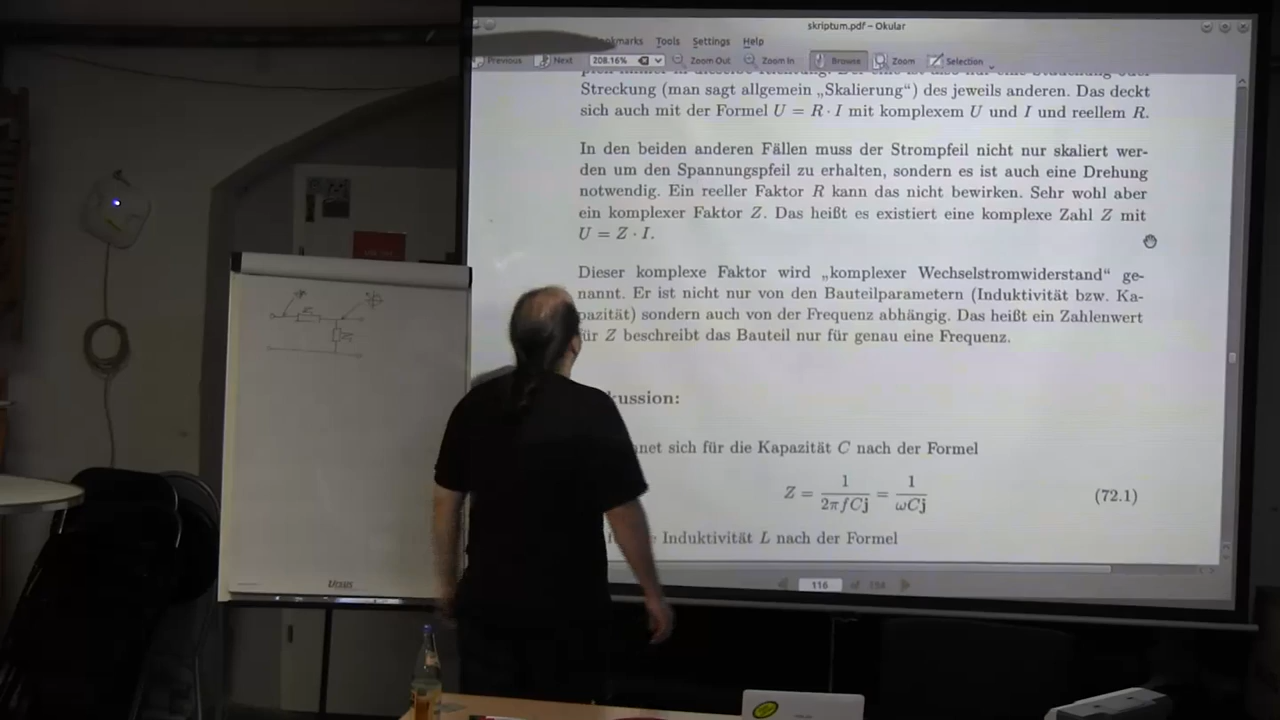 skriptum.pdf – Okular
Tools Settings Help
Previous Next 208.16% Zoom Out Zoom In Browse Zoom Selection
Streckung (man sagt allgemein „Skalierung“) des jeweils anderen. Das deckt
sich auch mit der Formel U = R · I mit komplexem U und I und reellem R.
In den beiden anderen Fällen muss der Strompfeil nicht nur skaliert wer-
den um den Spannungspfeil zu erhalten, sondern es ist auch eine Drehung
notwendig. Ein reeller Faktor R kann das nicht bewirken. Sehr wohl aber
ein komplexer Faktor Z. Das heißt es existiert eine komplexe Zahl Z mit
U = Z · I.
Dieser komplexe Faktor wird „komplexer Wechselstromwiderstand“ ge-
nannt. Er ist nicht nur von den Bauteilparametern (Induktivität bzw. Ka-
pazität) sondern auch von der Frequenz abhängig. Das heißt ein Zahlenwert
für Z beschreibt das Bauteil nur für genau eine Frequenz.
ussion:
net sich für die Kapazität C nach der Formel
Z = 1/(2πfCj) = 1/(ωCj) (72.1)
Induktivität L nach der Formel
116 of